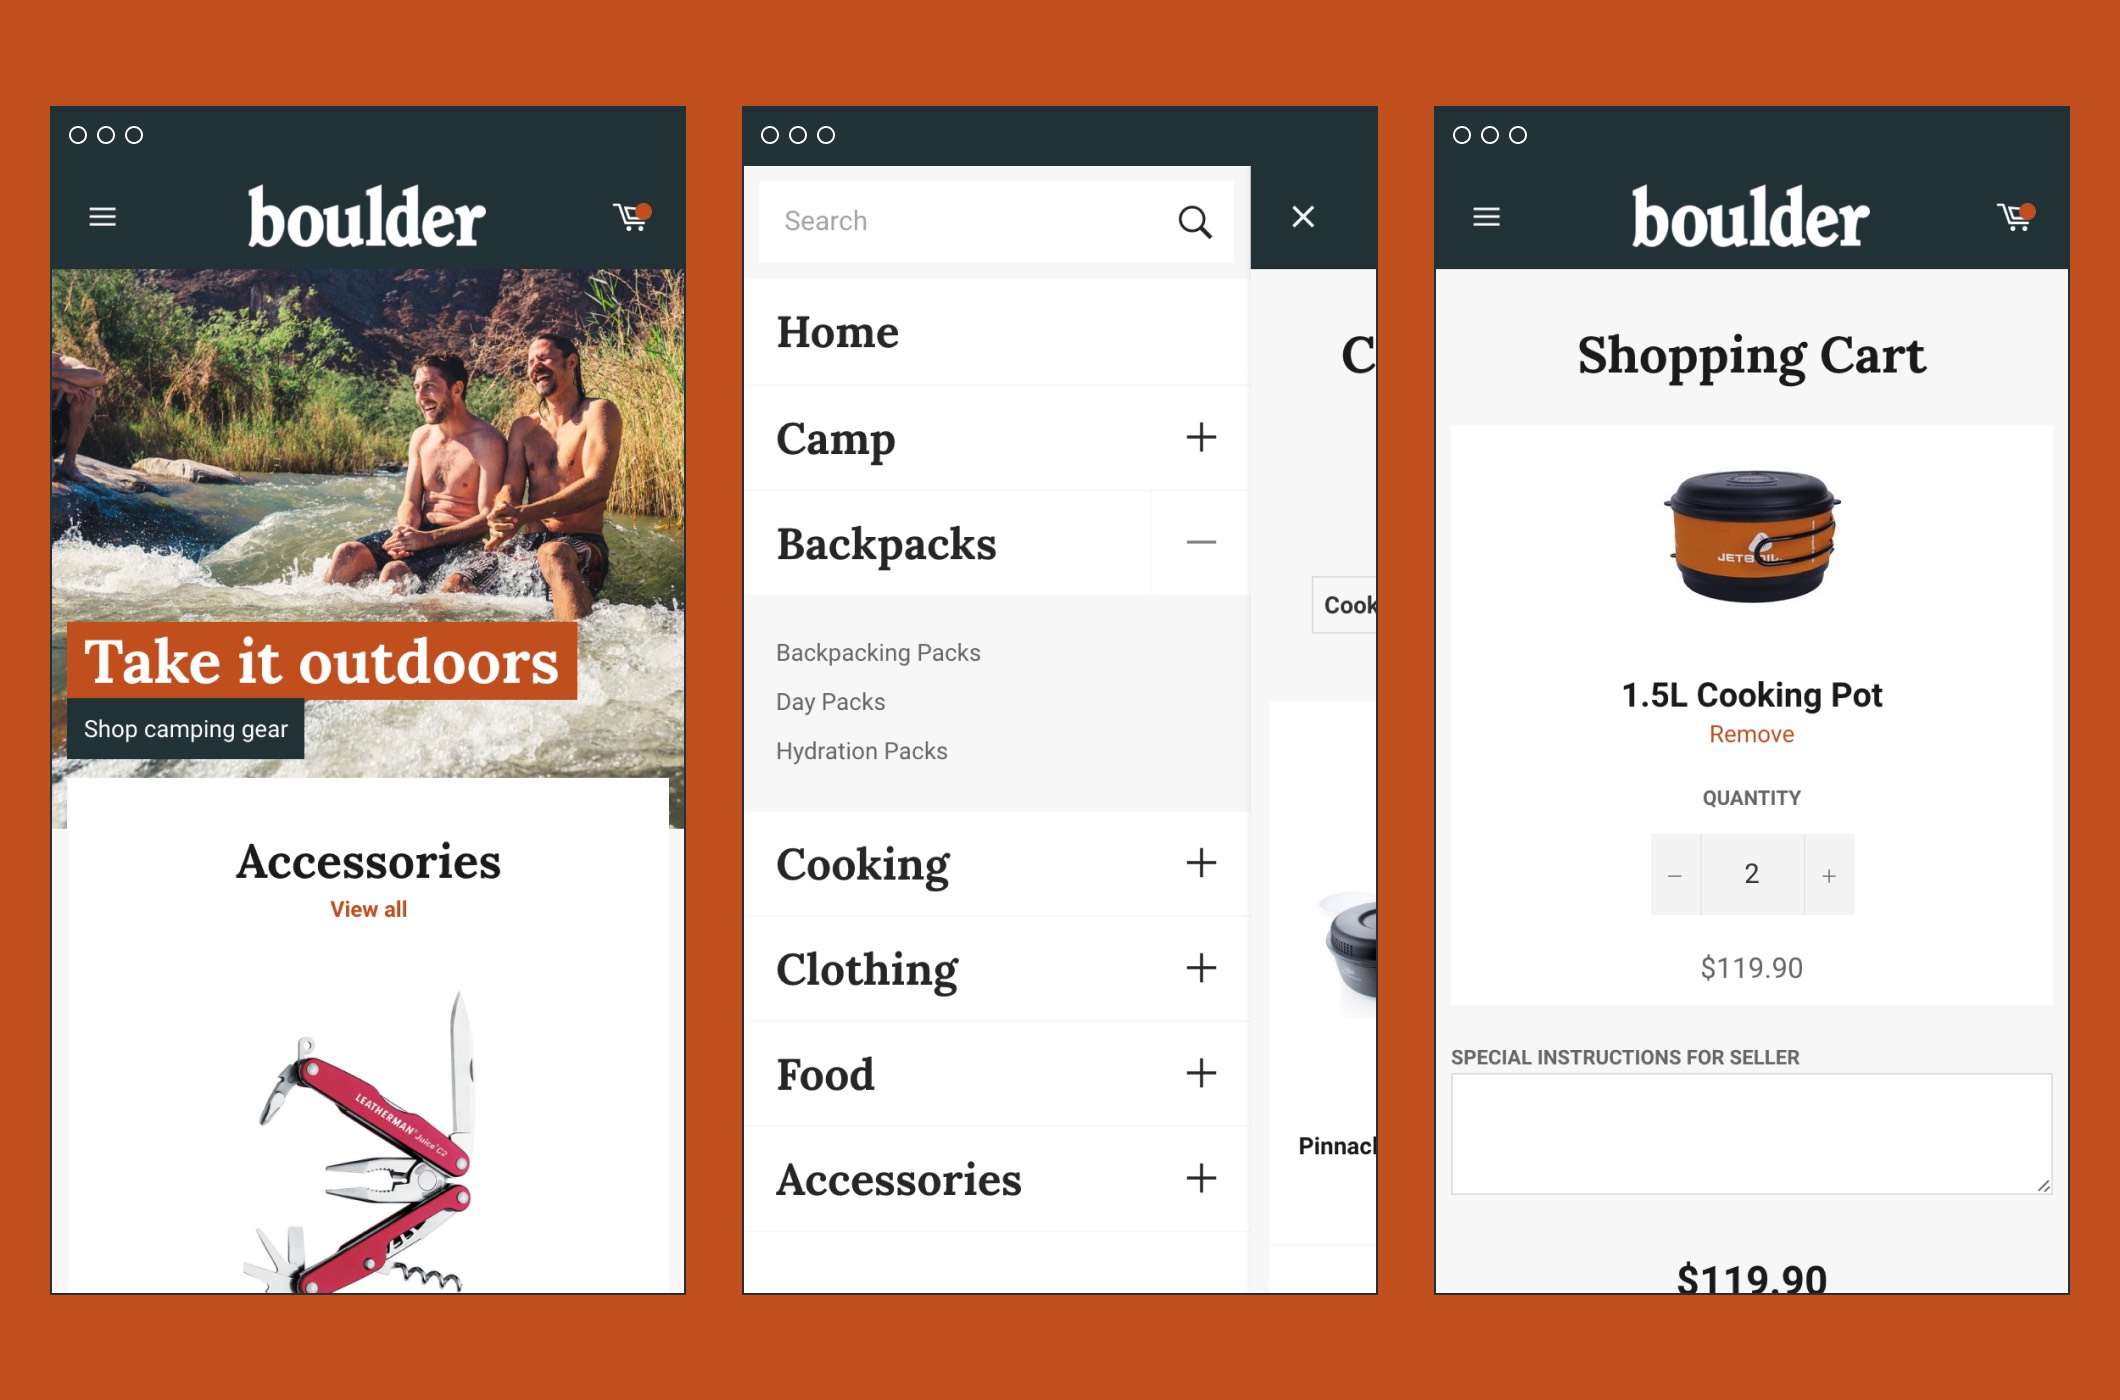 boulder
Take it outdoors
Shop camping gear
Accessories
View all
LEATHERMAN® Juice® C2
Search
Home
Camp
Backpacks
Backpacking Packs
Day Packs
Hydration Packs
Cooking
Clothing
Food
Accessories
C
Cook
Pinnacl
boulder
Shopping Cart
JETBOIL
1.5L Cooking Pot
Remove
QUANTITY
2
$119.90
SPECIAL INSTRUCTIONS FOR SELLER
$119.90